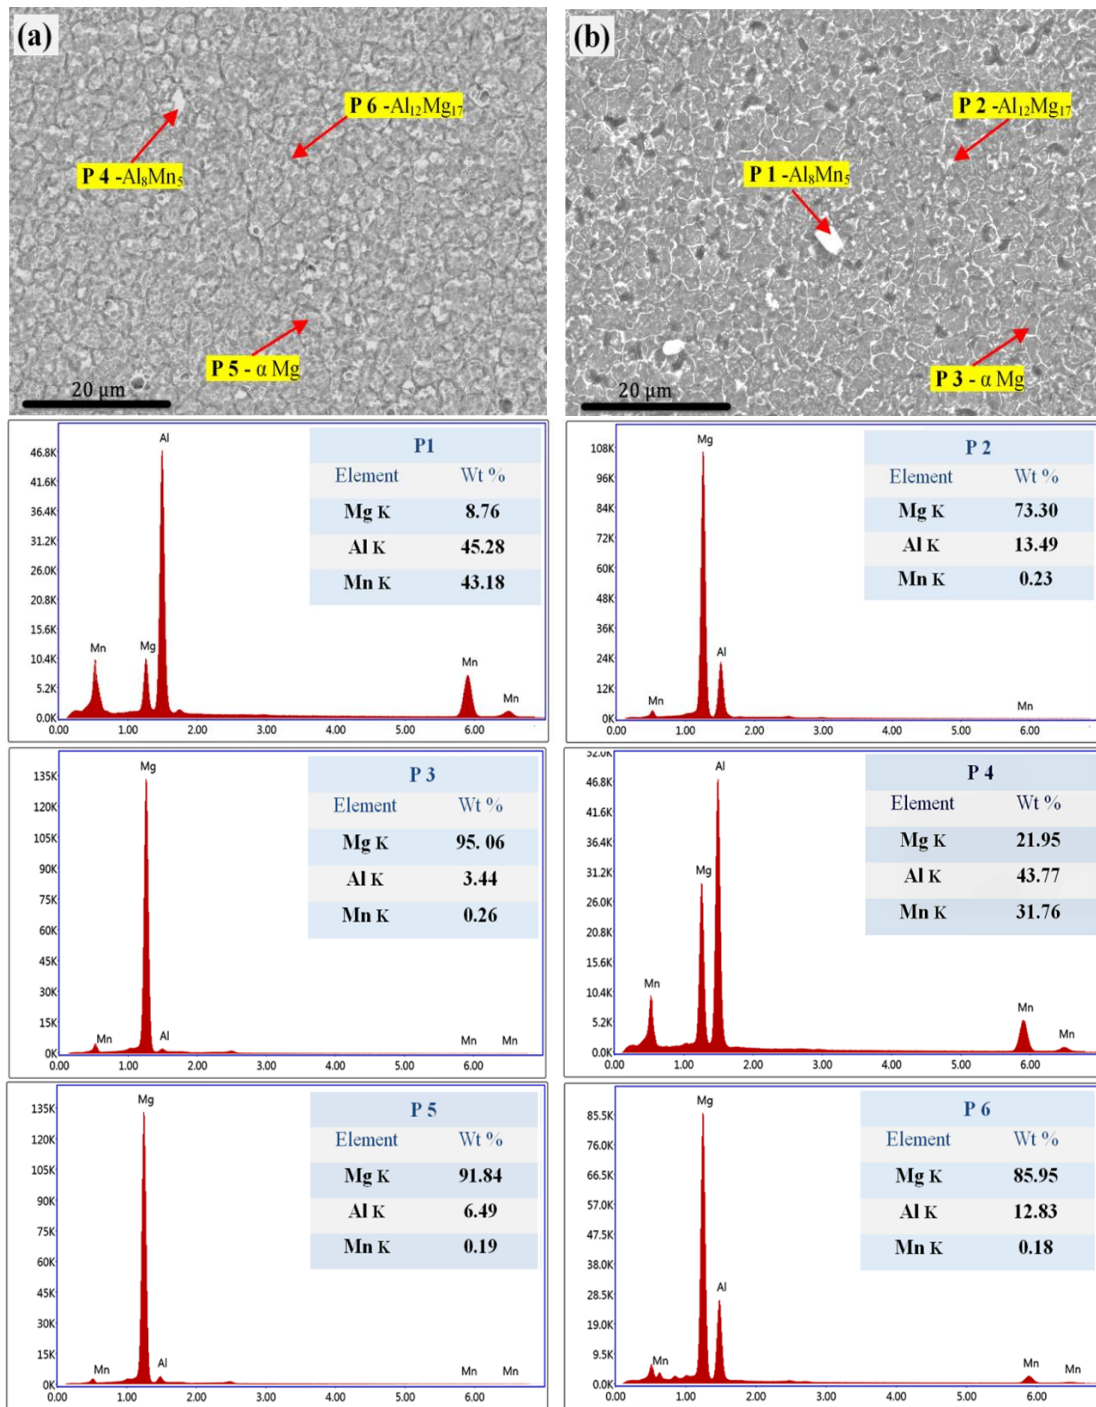 (a)
P 6 -Al₁₂Mg₁₇
P 4 -Al₈Mn₅
P 5 - α Mg
20 µm
(b)
P 2 -Al₁₂Mg₁₇
P 1 -Al₈Mn₅
P 3 - α Mg
20 µm
P1
Element Wt %
Mg K 8.76
Al K 45.28
Mn K 43.18
Al
Mn
Mg
Mn
Mn
46.8K
41.6K
36.4K
31.2K
26.0K
20.8K
15.6K
10.4K
5.2K
0.0K
0.00 1.00 2.00 3.00 4.00 5.00 6.00
P 2
Element Wt %
Mg K 73.30
Al K 13.49
Mn K 0.23
Mg
Al
Mn
Mn
108K
96K
84K
72K
60K
48K
36K
24K
12K
0K
0.00 1.00 2.00 3.00 4.00 5.00 6.00
P 3
Element Wt %
Mg K 95. 06
Al K 3.44
Mn K 0.26
Mg
Mn
Al
Mn
Mn
135K
120K
105K
90K
75K
60K
45K
30K
15K
0K
0.00 1.00 2.00 3.00 4.00 5.00 6.00
P 4
Element Wt %
Mg K 21.95
Al K 43.77
Mn K 31.76
Al
Mg
Mn
Mn
Mn
52.0K
46.8K
41.6K
36.4K
31.2K
26.0K
20.8K
15.6K
10.4K
5.2K
0.0K
0.00 1.00 2.00 3.00 4.00 5.00 6.00
P 5
Element Wt %
Mg K 91.84
Al K 6.49
Mn K 0.19
Mg
Mn
Al
Mn
Mn
135K
120K
105K
90K
75K
60K
45K
30K
15K
0K
0.00 1.00 2.00 3.00 4.00 5.00 6.00
P 6
Element Wt %
Mg K 85.95
Al K 12.83
Mn K 0.18
Mg
Al
Mn
Mn
Mn
85.5K
76.0K
66.5K
57.0K
47.5K
38.0K
28.5K
19.0K
9.5K
0.0K
0.00 1.00 2.00 3.00 4.00 5.00 6.00